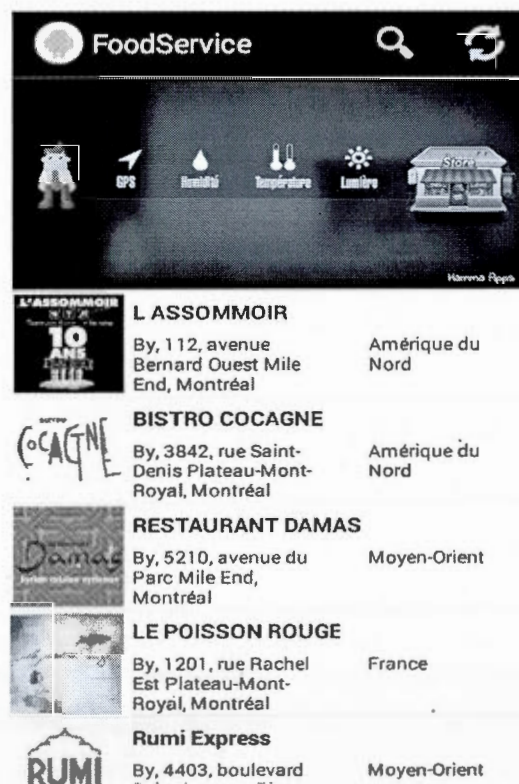 FoodService
Store
GPS
Humidité
Température
Lumière
Hamma Apps
L'ASSOMMOIR
10
ANS
L ASSOMMOIR
By, 112, avenue
Bernard Ouest Mile
End, Montréal
Amérique du
Nord
COCAGNE
BISTRO COCAGNE
By, 3842, rue Saint-
Denis Plateau-Mont-
Royal, Montréal
Amérique du
Nord
Damas
RESTAURANT DAMAS
By, 5210, avenue du
Parc Mile End,
Montréal
Moyen-Orient
LE POISSON ROUGE
By, 1201, rue Rachel
Est Plateau-Mont-
Royal, Montréal
France
RUMI
Rumi Express
By, 4403, boulevard
Moyen-Orient